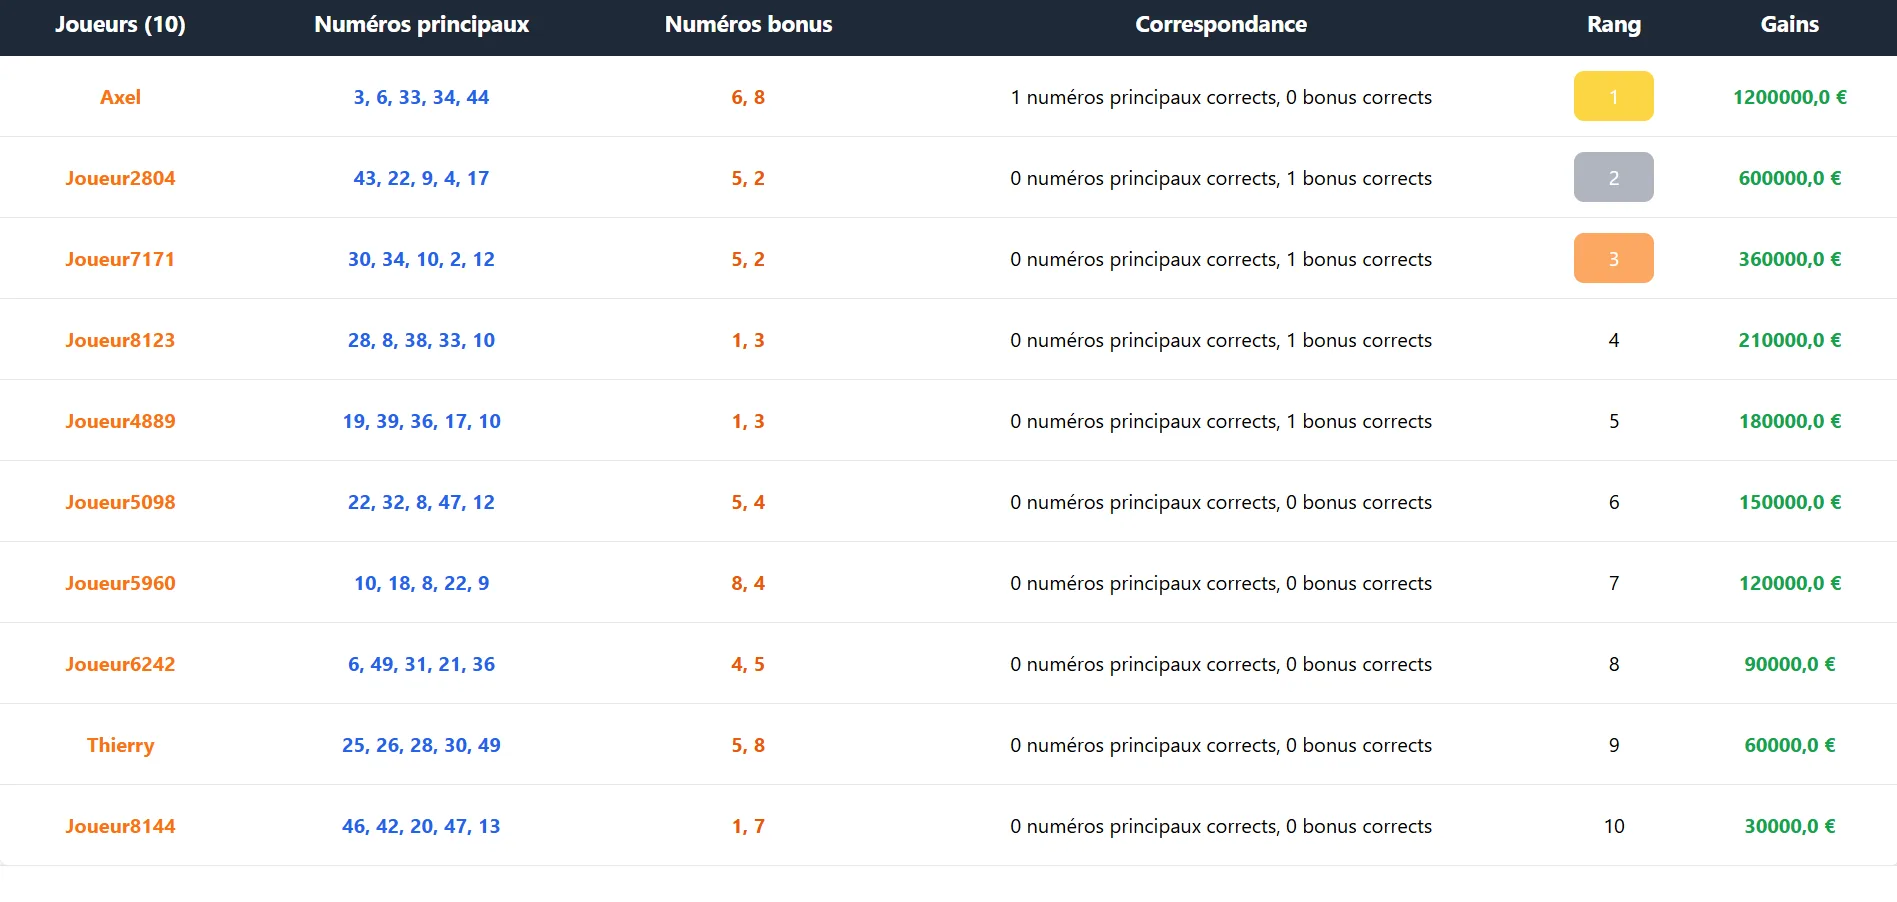 Joueurs (10) Numéros principaux Numéros bonus Correspondance Rang Gains
Axel 3, 6, 33, 34, 44 6, 8 1 numéros principaux corrects, 0 bonus corrects 1 1200000,0 €
Joueur2804 43, 22, 9, 4, 17 5, 2 0 numéros principaux corrects, 1 bonus corrects 2 600000,0 €
Joueur7171 30, 34, 10, 2, 12 5, 2 0 numéros principaux corrects, 1 bonus corrects 3 360000,0 €
Joueur8123 28, 8, 38, 33, 10 1, 3 0 numéros principaux corrects, 1 bonus corrects 4 210000,0 €
Joueur4889 19, 39, 36, 17, 10 1, 3 0 numéros principaux corrects, 1 bonus corrects 5 180000,0 €
Joueur5098 22, 32, 8, 47, 12 5, 4 0 numéros principaux corrects, 0 bonus corrects 6 150000,0 €
Joueur5960 10, 18, 8, 22, 9 8, 4 0 numéros principaux corrects, 0 bonus corrects 7 120000,0 €
Joueur6242 6, 49, 31, 21, 36 4, 5 0 numéros principaux corrects, 0 bonus corrects 8 90000,0 €
Thierry 25, 26, 28, 30, 49 5, 8 0 numéros principaux corrects, 0 bonus corrects 9 60000,0 €
Joueur8144 46, 42, 20, 47, 13 1, 7 0 numéros principaux corrects, 0 bonus corrects 10 30000,0 €